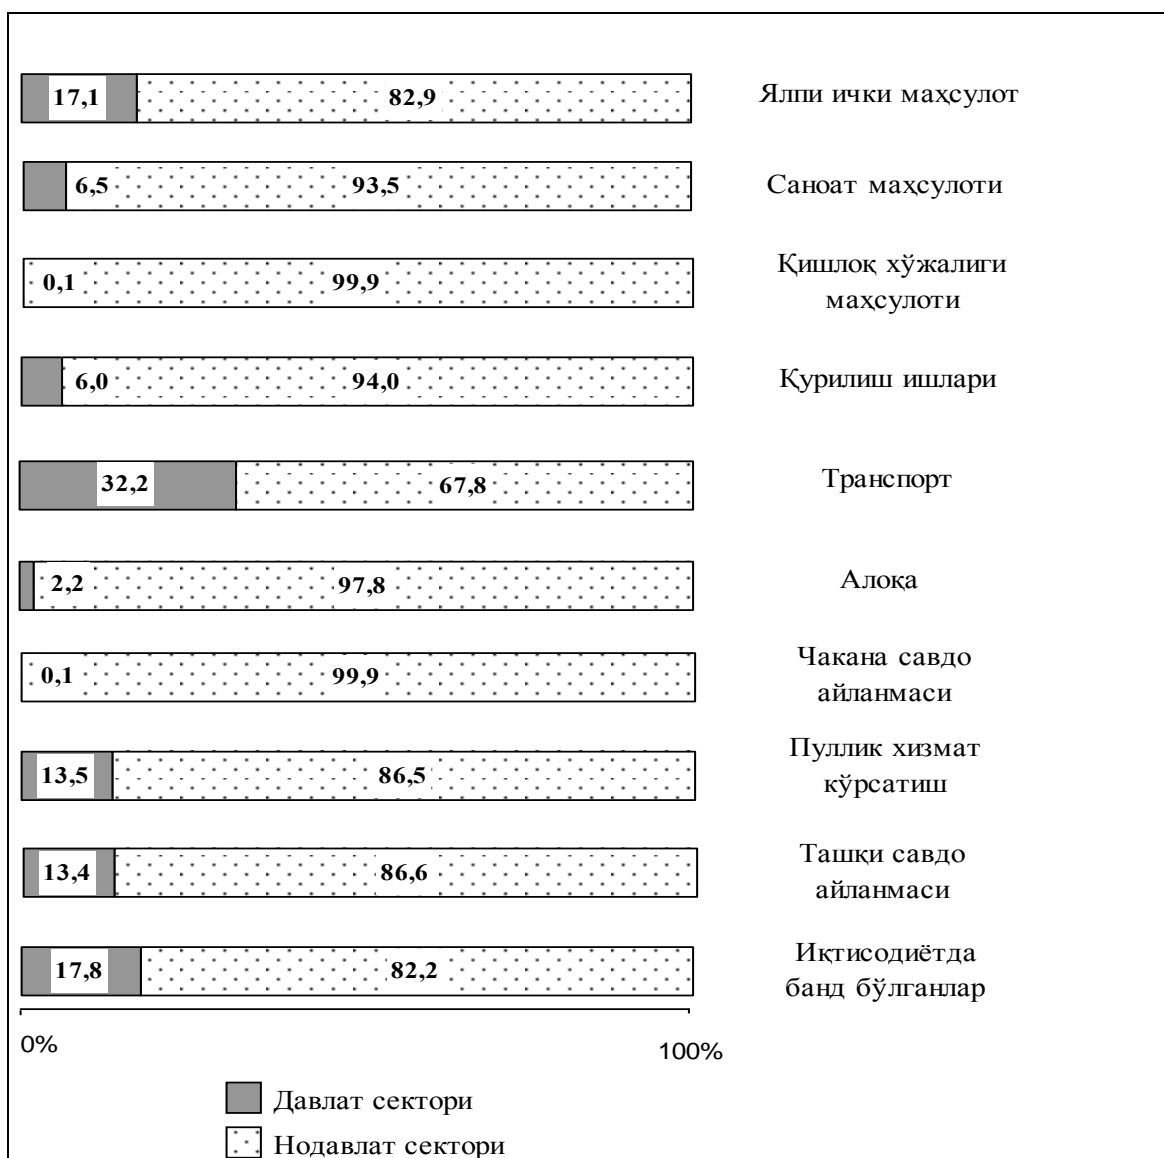 17,1 82,9 Ялпи ички маҳсулот
6,5 93,5 Саноат маҳсулоти
0,1 99,9 Қишлоқ хўжалиги
маҳсулоти
6,0 94,0 Қурилиш ишлари
32,2 67,8 Транспорт
2,2 97,8 Алоқа
0,1 99,9 Чакана савдо
айланмаси
13,5 86,5 Пуллик хизмат
кўрсатиш
13,4 86,6 Ташқи савдо
айланмаси
17,8 82,2 Иқтисодиётда
банд бўлганлар
0% 100%
Давлат сектори
Нодавлат сектори